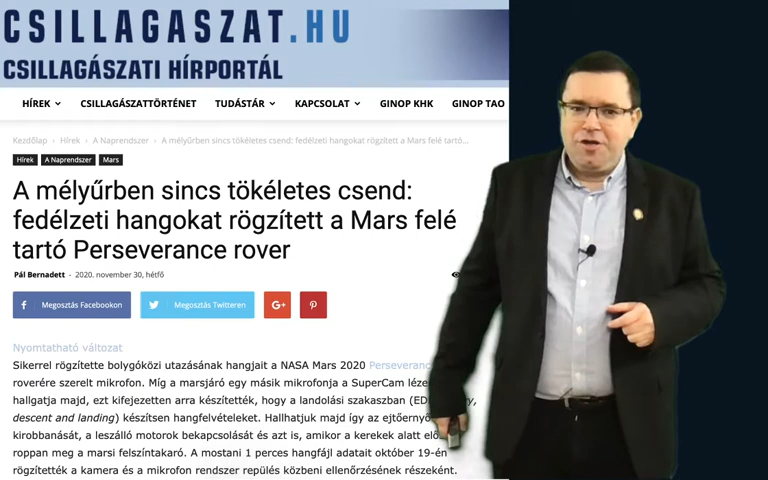 CSILLAGASZAT.HU
CSILLAGÁSZATI HÍRPORTÁL
HÍREK CSILLAGÁSZATTÖRTÉNET TUDÁSTÁR KAPCSOLAT GINOP KHK GINOP TAO
Kezdőlap › Hírek › A Naprendszer › A mélyűrben sincs tökéletes csend: fedélzeti hangokat rögzített a Mars felé tartó...
Hírek A Naprendszer Mars
A mélyűrben sincs tökéletes csend:
fedélzeti hangokat rögzített a Mars felé
tartó Perseverance rover
Pál Bernadett - 2020. november 30, hétfő
Megosztás Facebookon Megosztás Twitteren G+
Nyomtatható változat
Sikerrel rögzítette bolygóközi utazásának hangjait a NASA Mars 2020
roverére szerelt mikrofon. Míg a marsjáró egy másik mikrofonja a SuperCam
hallgatja majd, ezt kifejezetten arra készítették, hogy a landolási szakaszban
descent and landing) készítsen hangfelvételeket. Hallhatjuk majd így az
kirobbanását, a leszálló motorok bekapcsolását és azt is, amikor a kerekek alatt
roppan meg a marsi felszíntakaró. A mostani 1 perces hangfájl adatait október 19-én
rögzítették a kamera és a mikrofon rendszer repülés közbeni ellenőrzésének részeként.